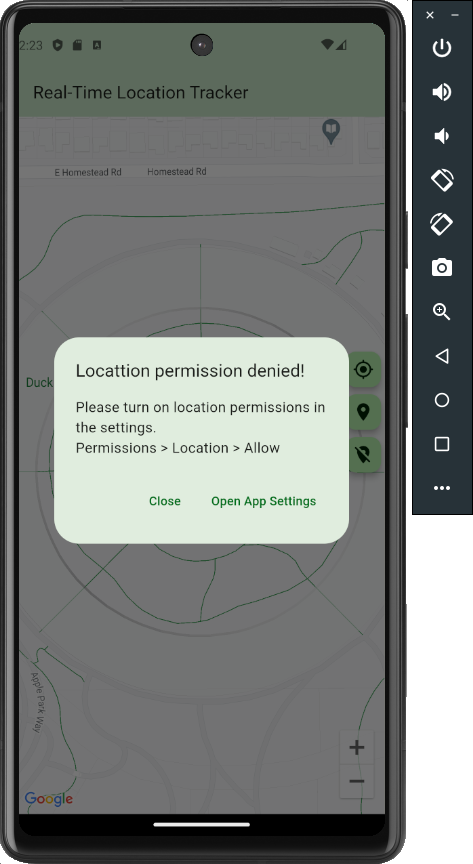 2:23
Real-Time Location Tracker
E Homestead Rd
Homestead Rd
Duck
Locattion permission denied!
Please turn on location permissions in
the settings.
Permissions > Location > Allow
Close
Open App Settings
Apple Park Way
Google